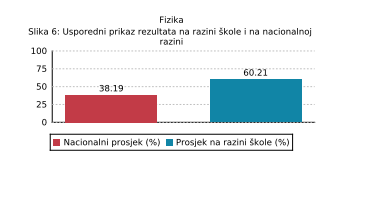 Fizika
Slika 6: Usporedni prikaz rezultata na razini škole i na nacionalnoj
razini
100
75
50
25
0
38.19
60.21
Nacionalni prosjek (%) Prosjek na razini škole (%)